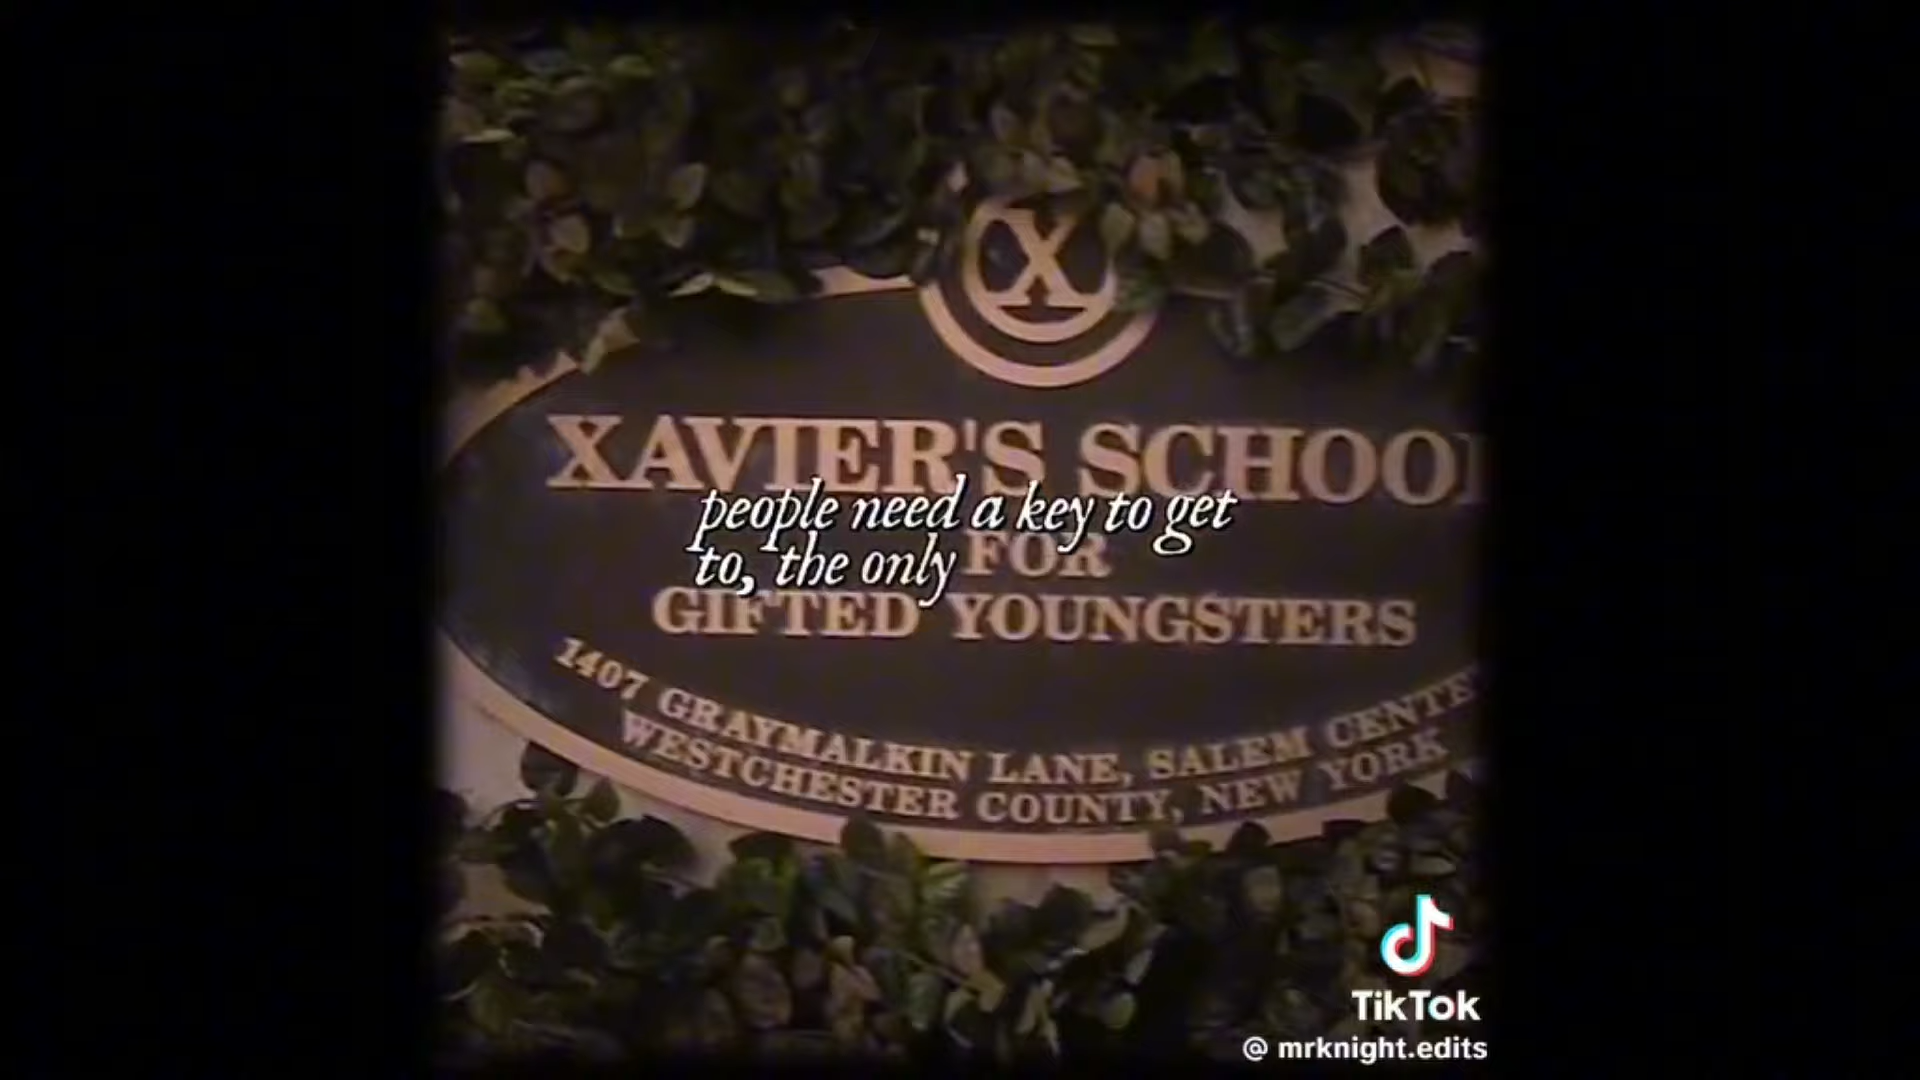 X
XAVIER'S SCHOOL
people need a key to get
to, the only
FOR
GIFTED YOUNGSTERS
1407 GRAYMALKIN LANE, SALEM CENTE
WESTCHESTER COUNTY, NEW YORK
TikTok
@ mrknight.edits